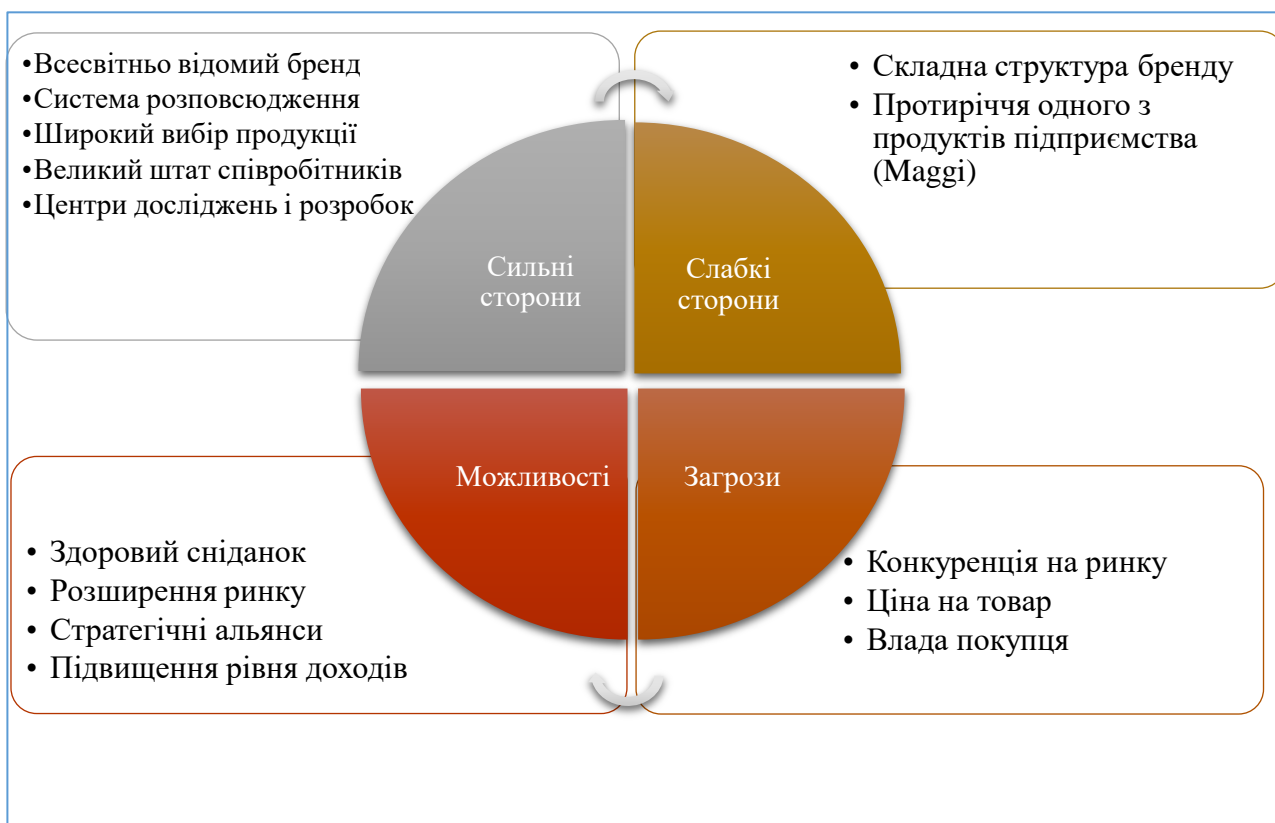 •Всесвітньо відомий бренд
•Система розповсюдження
•Широкий вибір продукції
•Великий штат співробітників
•Центри досліджень і розробок
• Складна структура бренду
• Протиріччя одного з
продуктів підприємства
(Maggi)
Сильні
сторони
Слабкі
сторони
Можливості
Загрози
• Здоровий сніданок
• Розширення ринку
• Стратегічні альянси
• Підвищення рівня доходів
• Конкуренція на ринку
• Ціна на товар
• Влада покупця